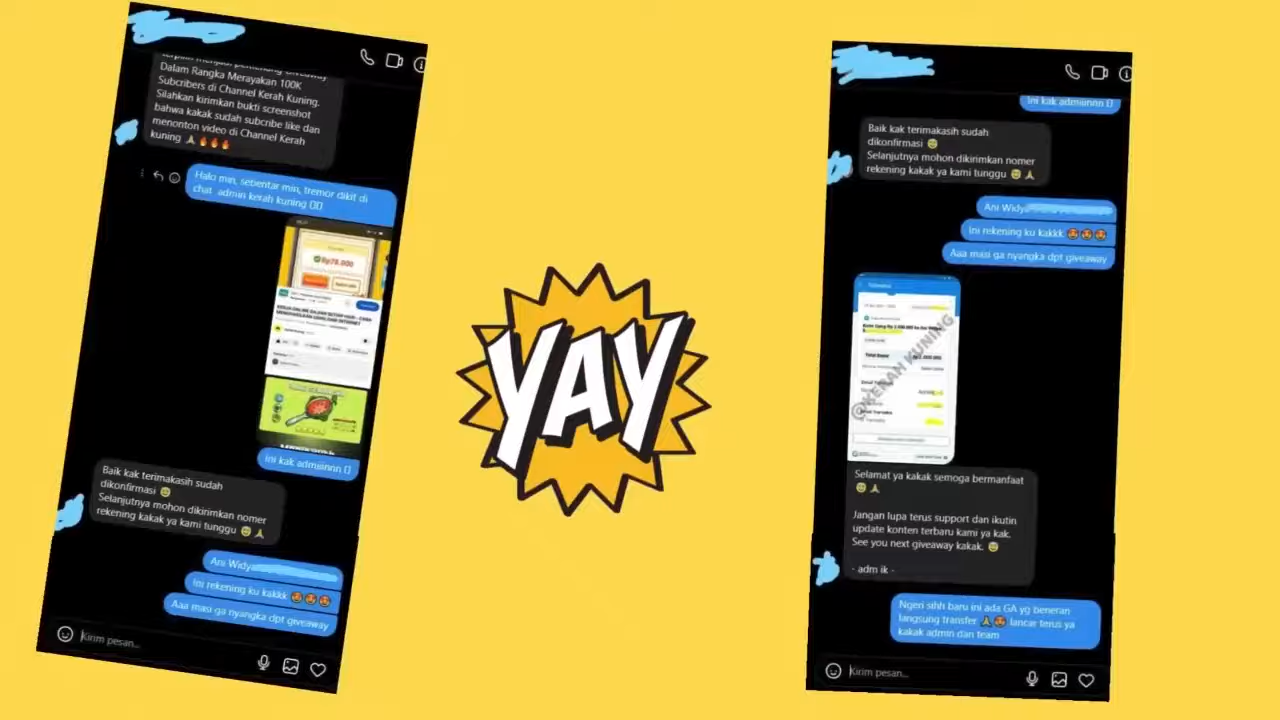 Dalam Rangka Merayakan 100K
Subcribers di Channel Kerah Kuning.
Silahkan kirimkan bukti screenshot
bahwa kakak sudah subcribe like dan
menonton video di Channel Kerah
kuning 🙏🔥🔥🔥
Halo min, sebentar min, tremor dikit di
chat admin kerah kuning
Rp78.000
Ini kak admiinnn
Baik kak terimakasih sudah
dikonfirmasi 😇
Selanjutnya mohon dikirimkan nomer
rekening kakak ya kami tunggu 😇🙏
Ani Widy
Ini rekening ku kakkk 🤩🤩🤩
Aaa masi ga nyangka dpt giveaway
Kirim pesan...
YAY
Ini kak admiunnn
Baik kak terimakasih sudah
dikonfirmasi 😇
Selanjutnya mohon dikirimkan nomer
rekening kakak ya kami tunggu 😇🙏
Ani Widy
Ini rekening ku kakkk 🤩🤩🤩
Aaa masi ga nyangka dpt giveaway
@KERAH KUNING
Selamat ya kakak semoga bermanfaat
😇🙏
Jangan lupa terus support dan ikutin
update konten terbaru kami ya kak.
See you next giveaway kakak. 😇
- adm ik -
Ngeri sihh baru ini ada GA yg beneran
langsung transfer 🙏🤩 lancar terus ya
kakak admin dan team
Kirim pesan...